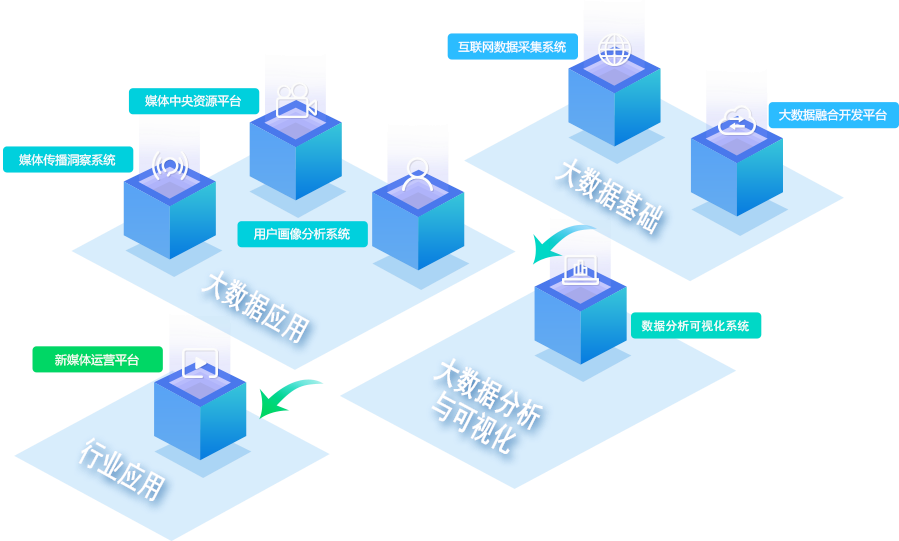 互联网数据采集系统
媒体中央资源平台
大数据融合开发平台
媒体传播洞察系统
大数据基础
用户画像分析系统
大数据应用
数据分析可视化系统
新媒体运营平台
大数据分析
与可视化
行业应用